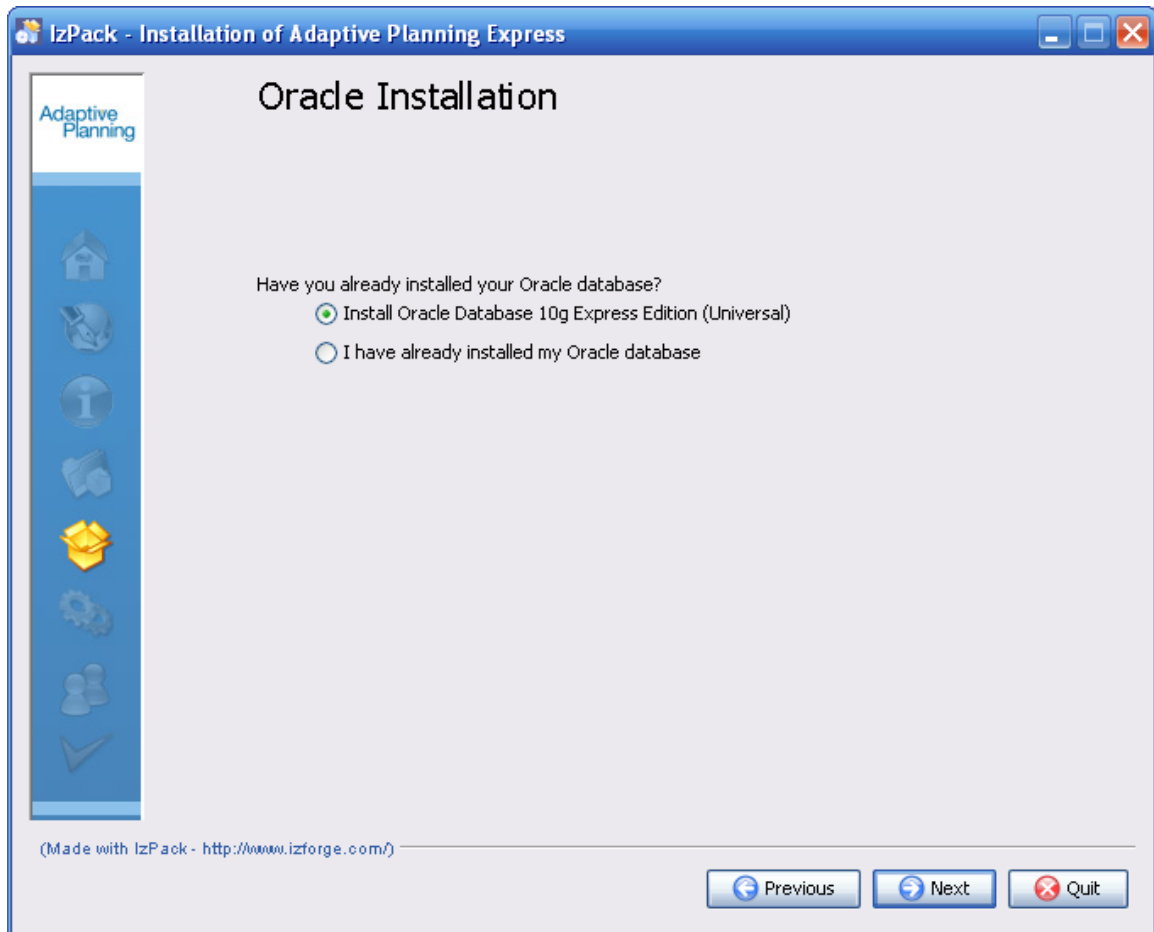 IzPack - Installation of Adaptive Planning Express
Adaptive
Planning
Oracle Installation
Have you already installed your Oracle database?
Install Oracle Database 10g Express Edition (Universal)
I have already installed my Oracle database
(Made with IzPack - http://www.izforge.com/)
Previous
Next
Quit